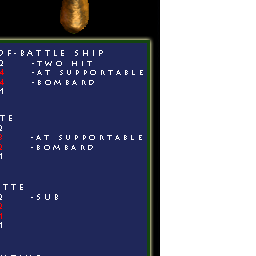 OF-BATTLE SHIP
2 -TWO HIT
4 -AT SUPPORTABLE
4 -BOMBARD
1
TE
2
-AT SUPPORTABLE
3 -BOMBARD
1
TTE
2 -SUB
1